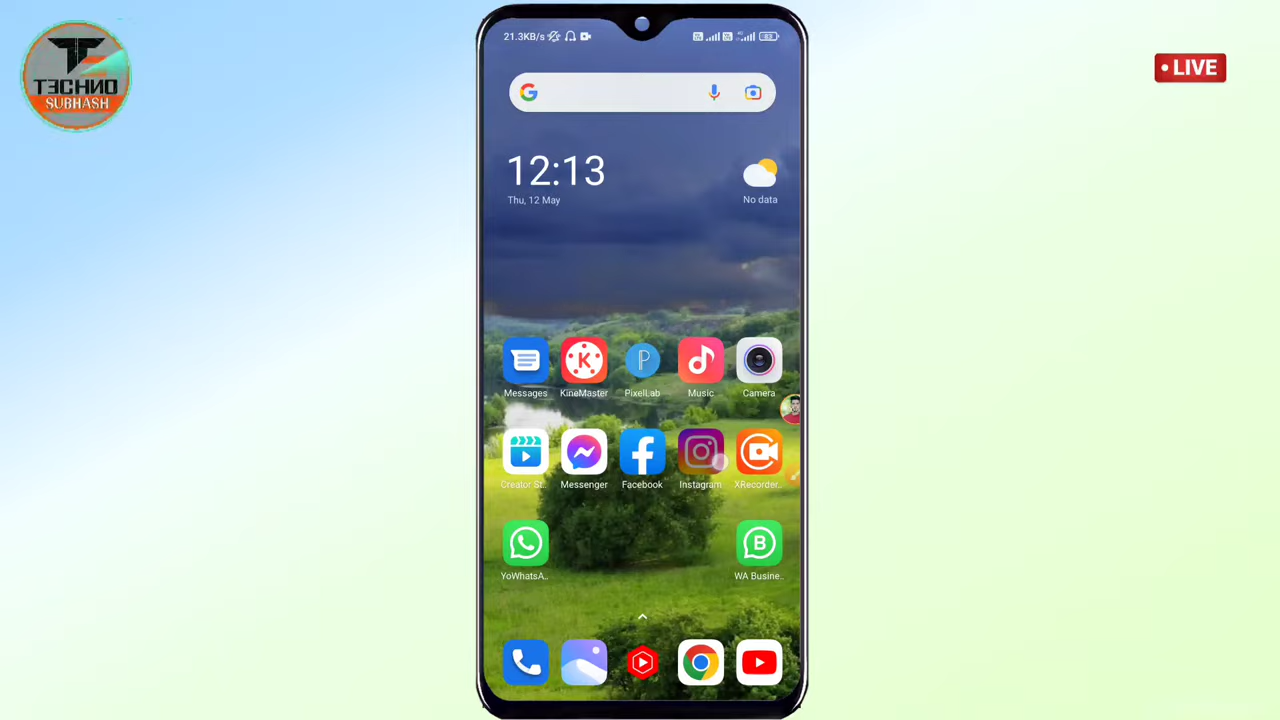 TECHNO
SUBHASH
LIVE
21.3KB/s
12:13
Thu, 12 May
No data
Messages
KineMaster
PixelLab
Music
Camera
Creator St..
Messenger
Facebook
Instagram
XRecorder..
YoWhatsA..
WA Busine..